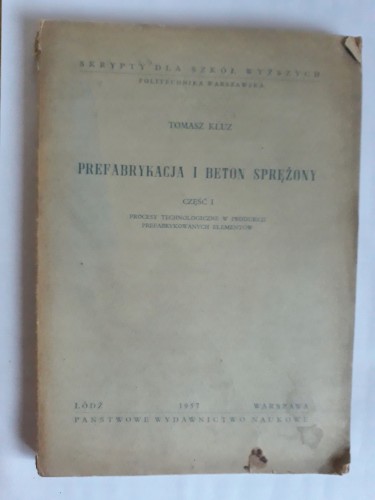 SKRYPTY DLA SZKÓŁ WYŻSZYCH
POLITECHNIKA WARSZAWSKA
TOMASZ KLUZ
PREFABRYKACJA I BETON SPRĘŻONY
CZĘŚĆ I
PROCESY TECHNOLOGICZNE W PRODUKCJI
PREFABRYKOWANYCH ELEMENTÓW
ŁÓDŹ 1957 WARSZAWA
PAŃSTWOWE WYDAWNICTWO NAUKOWE